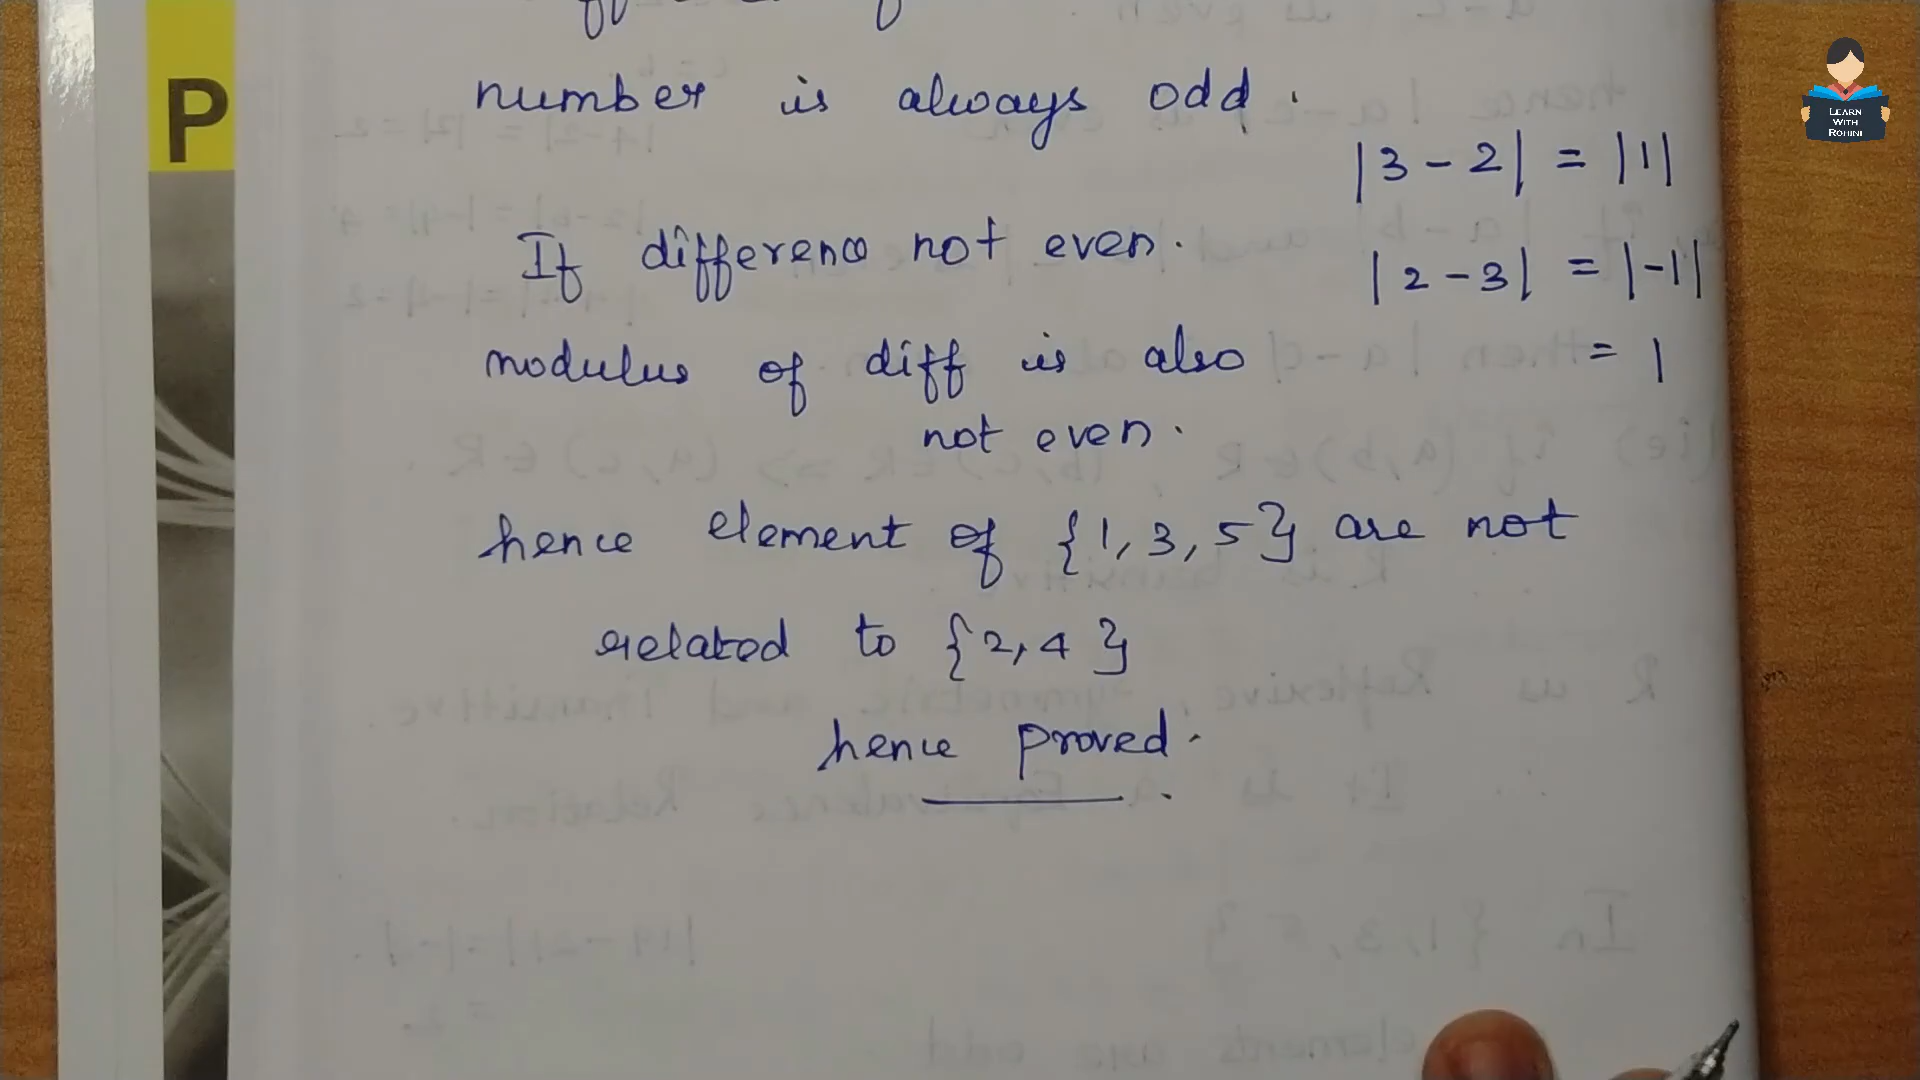 number is always odd.
|3 - 2| = |1|
If difference not even.
|2 - 3| = |-1|
modulus of diff is also
= 1
not even.
hence element of {1, 3, 5} are not
related to {2, 4}
hence proved.
P
LEARN
WITH
ROHINI